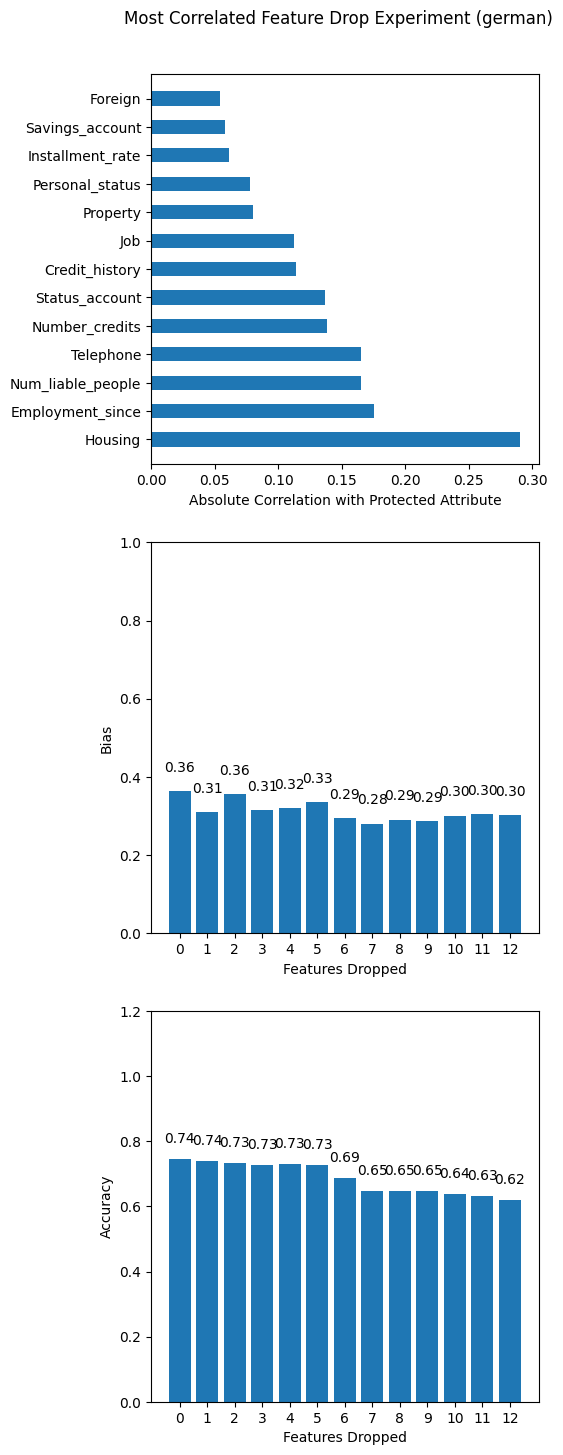 Most Correlated Feature Drop Experiment (german)
Foreign
Savings_account
Installment_rate
Personal_status
Property
Job
Credit_history
Status_account
Number_credits
Telephone
Num_liable_people
Employment_since
Housing
0.00 0.05 0.10 0.15 0.20 0.25 0.30
Absolute Correlation with Protected Attribute
1.0
0.8
0.6
0.4
0.2
0.0
Bias
0.36 0.31 0.36 0.31 0.32 0.33 0.29 0.28 0.29 0.29 0.30 0.30 0.30
0 1 2 3 4 5 6 7 8 9 10 11 12
Features Dropped
1.2
1.0
0.8
0.6
0.4
0.2
0.0
Accuracy
0.74 0.74 0.73 0.73 0.73 0.73 0.69 0.65 0.65 0.65 0.64 0.63 0.62
0 1 2 3 4 5 6 7 8 9 10 11 12
Features Dropped